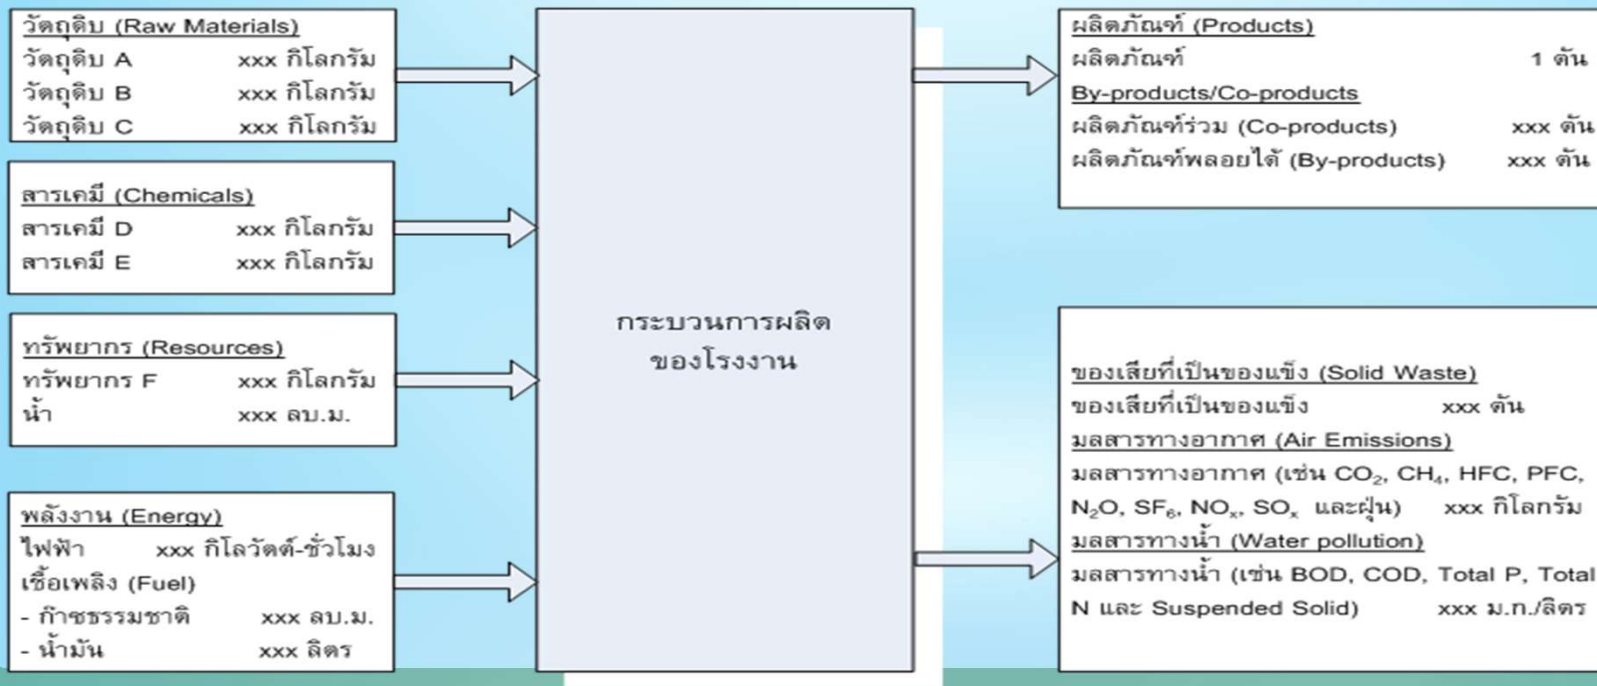 วัตถุดิบ (Raw Materials)
วัตถุดิบ A xxx กิโลกรัม
วัตถุดิบ B xxx กิโลกรัม
วัตถุดิบ C xxx กิโลกรัม
สารเคมี (Chemicals)
สารเคมี D xxx กิโลกรัม
สารเคมี E xxx กิโลกรัม
ทรัพยากร (Resources)
ทรัพยากร F xxx กิโลกรัม
น้ำ xxx ลบ.ม.
พลังงาน (Energy)
ไฟฟ้า xxx กิโลวัตต์-ชั่วโมง
เชื้อเพลิง (Fuel)
- ก๊าซธรรมชาติ xxx ลบ.ม.
- น้ำมัน xxx ลิตร
กระบวนการผลิต
ของโรงงาน
ผลิตภัณฑ์ (Products)
ผลิตภัณฑ์ 1 ตัน
By-products/Co-products
ผลิตภัณฑ์ร่วม (Co-products) xxx ตัน
ผลิตภัณฑ์พลอยได้ (By-products) xxx ตัน
ของเสียที่เป็นของแข็ง (Solid Waste)
ของเสียที่เป็นของแข็ง xxx ตัน
มลสารทางอากาศ (Air Emissions)
มลสารทางอากาศ (เช่น CO₂, CH₄, HFC, PFC,
N₂O, SF₆, NOₓ, SOₓ และฝุ่น) xxx กิโลกรัม
มลสารทางน้ำ (Water pollution)
มลสารทางน้ำ (เช่น BOD, COD, Total P, Total
N และ Suspended Solid) xxx ม.ก./ลิตร